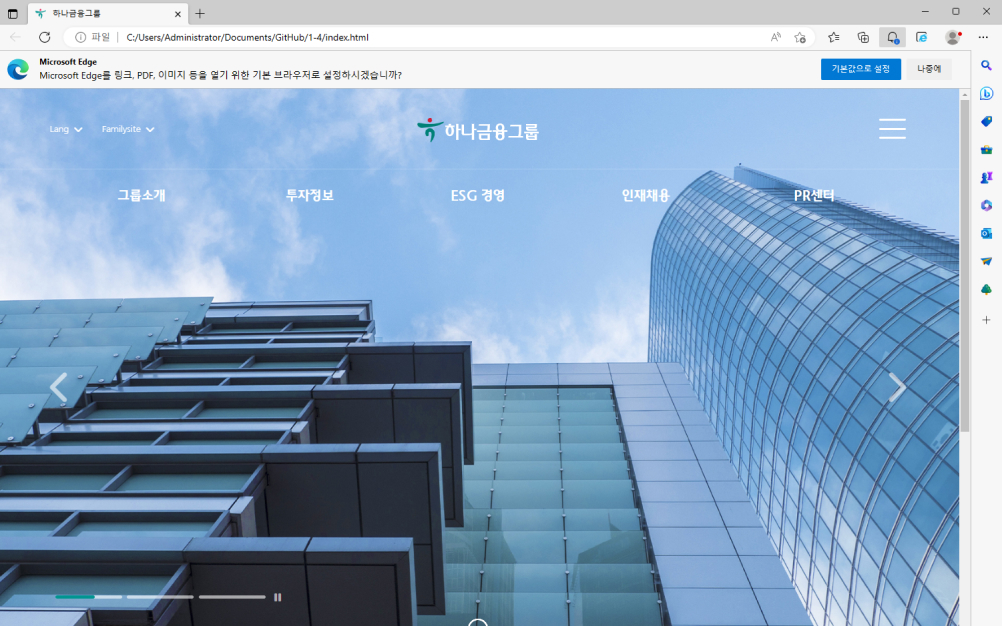 하나금융그룹
파일
C:/Users/Administrator/Documents/GitHub/1-4/index.html
Microsoft Edge
Microsoft Edge를 링크, PDF, 이미지 등을 열기 위한 기본 브라우저로 설정하시겠습니까?
기본값으로 설정
나중에
Lang
Familysite
하나금융그룹
그룹소개
투자정보
ESG 경영
인재채용
PR센터